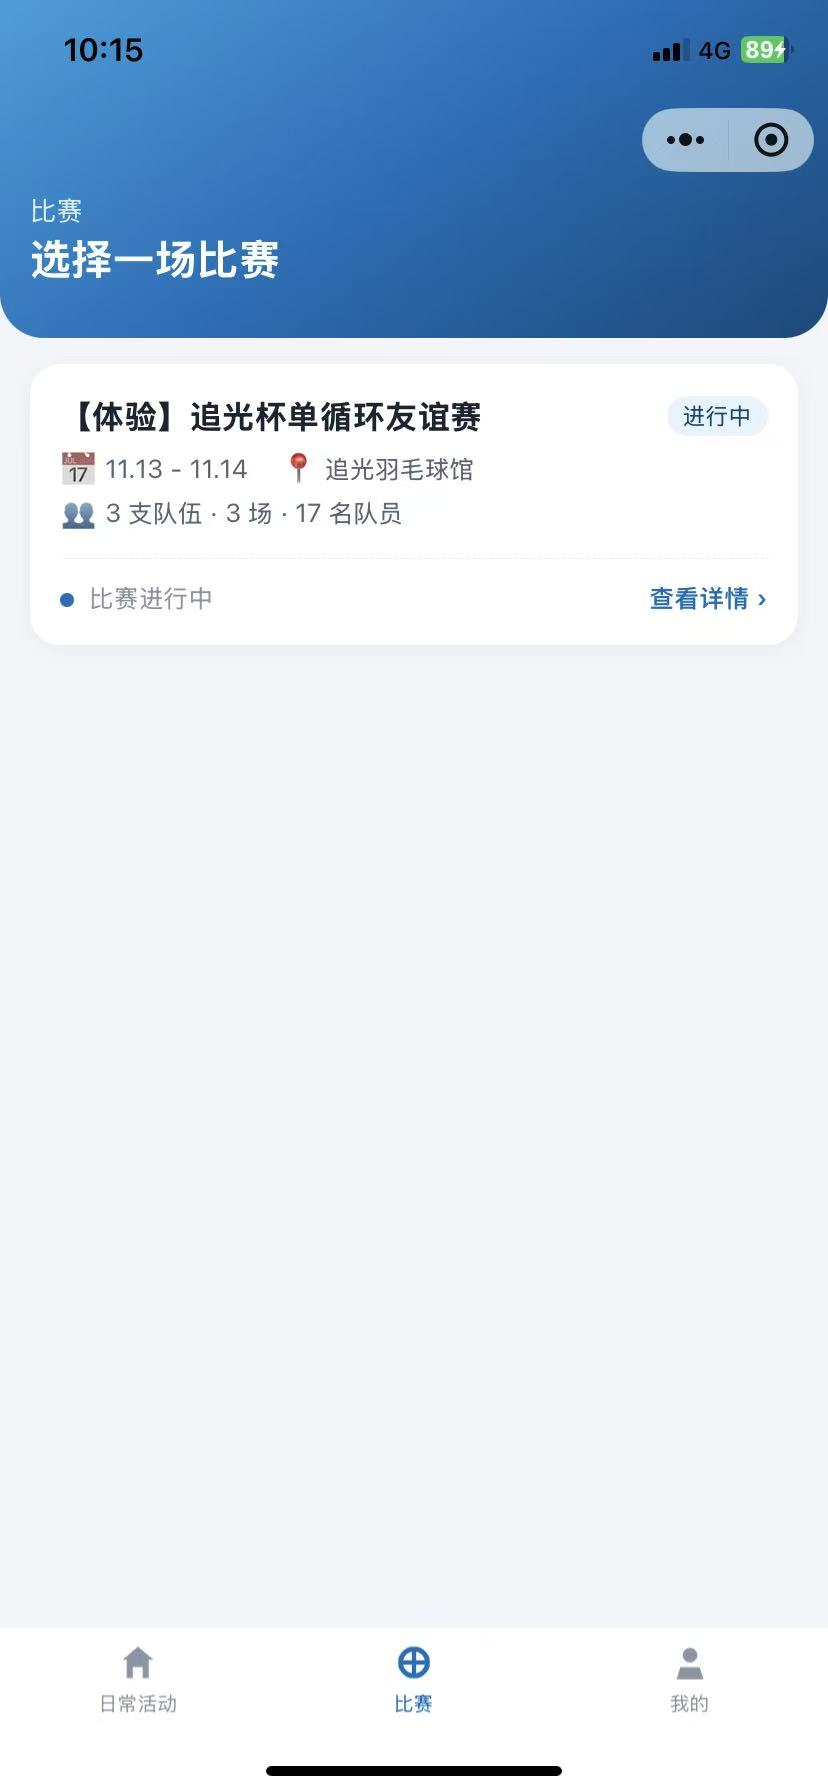 10:15
4G 89
比赛
选择一场比赛
【体验】追光杯单循环友谊赛
进行中
JUL 17 11.13 - 11.14 追光羽毛球馆
3 支队伍 · 3 场 · 17 名队员
比赛进行中
查看详情 ›
日常活动
比赛
我的